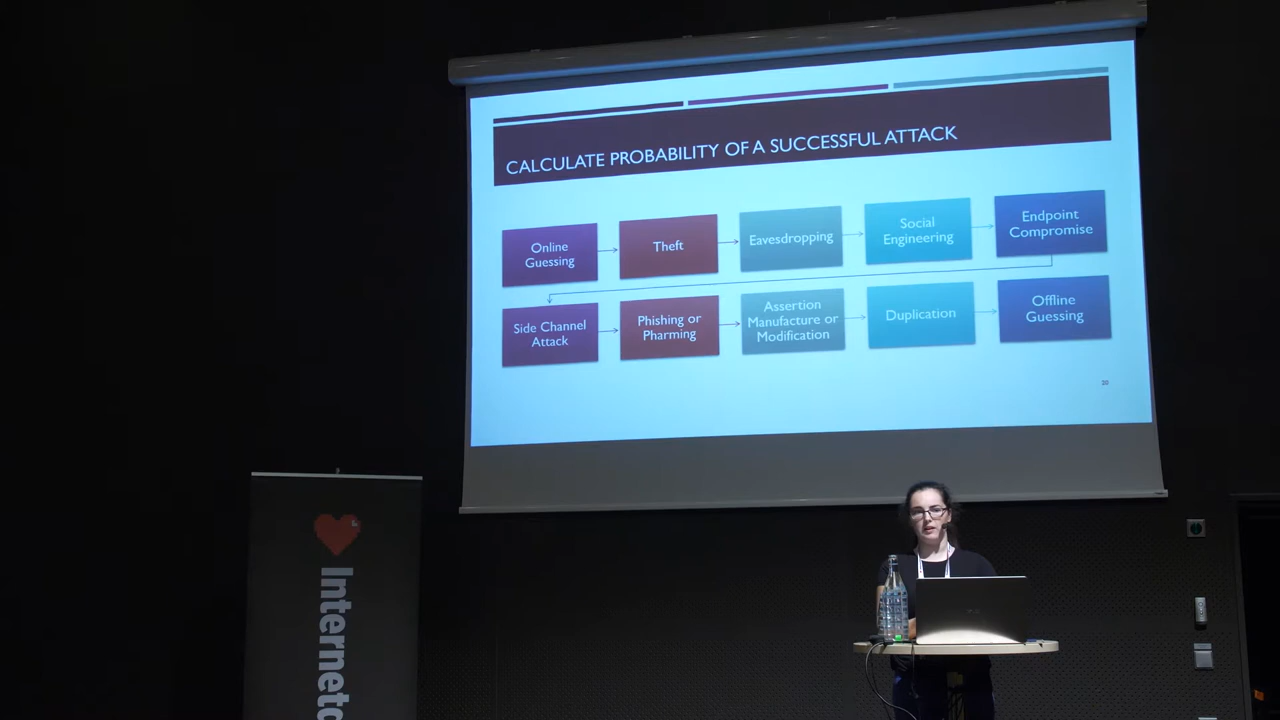 CALCULATE PROBABILITY OF A SUCCESSFUL ATTACK
Online
Guessing
Theft
Eavesdropping
Social
Engineering
Endpoint
Compromise
Side Channel
Attack
Phishing or
Pharming
Assertion
Manufacture or
Modification
Duplication
Offline
Guessing
20